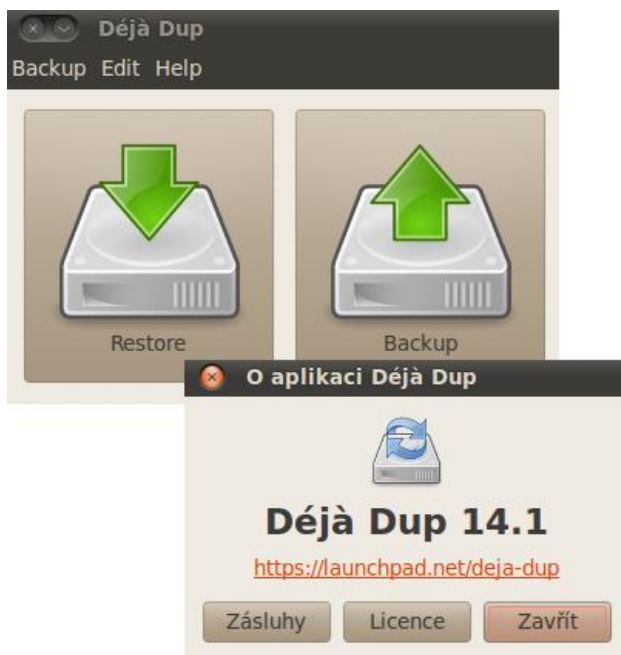 Déjà Dup
Backup Edit Help
Restore
Backup
O aplikaci Déjà Dup
Déjà Dup 14.1
https://launchpad.net/deja-dup
Zásluhy
Licence
Zavřít